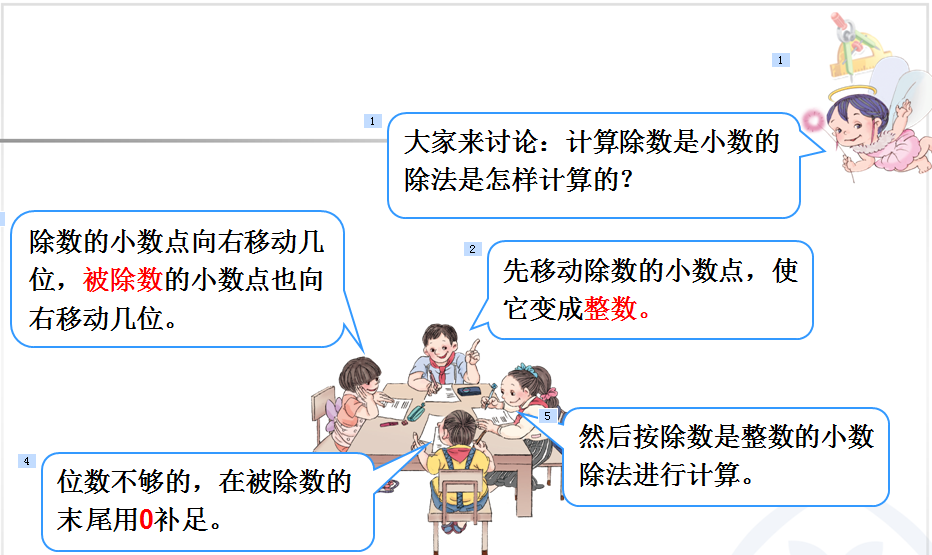 1
1
大家来讨论：计算除数是小数的
除法是怎样计算的？
2
先移动除数的小数点，使
它变成整数。
除数的小数点向右移动几
位，被除数的小数点也向
右移动几位。
4
位数不够的，在被除数的
末尾用0补足。
5
然后按除数是整数的小数
除法进行计算。